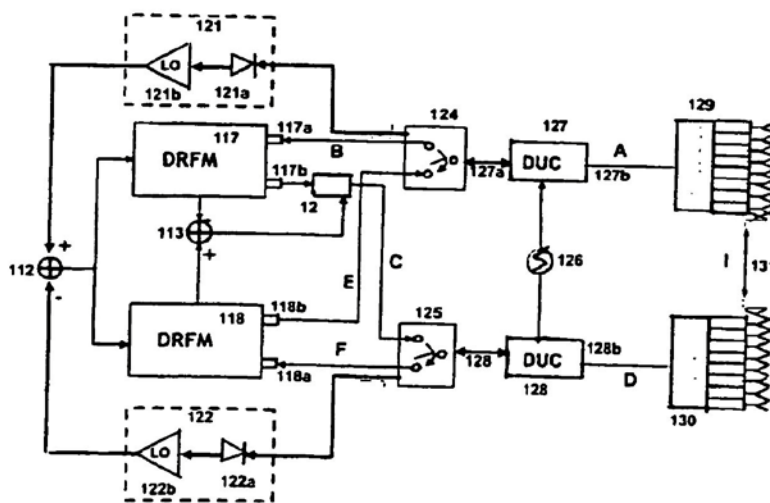 121
LO
121b
121a
124
127
129
117
117a
DRFM
B
117b
127a
DUC
A
127b
12
113
+
+
112
-
E
C
126
I
131
118
118b
DRFM
125
F
118a
128
DUC
128b
128
D
130
122
LO
122b
122a